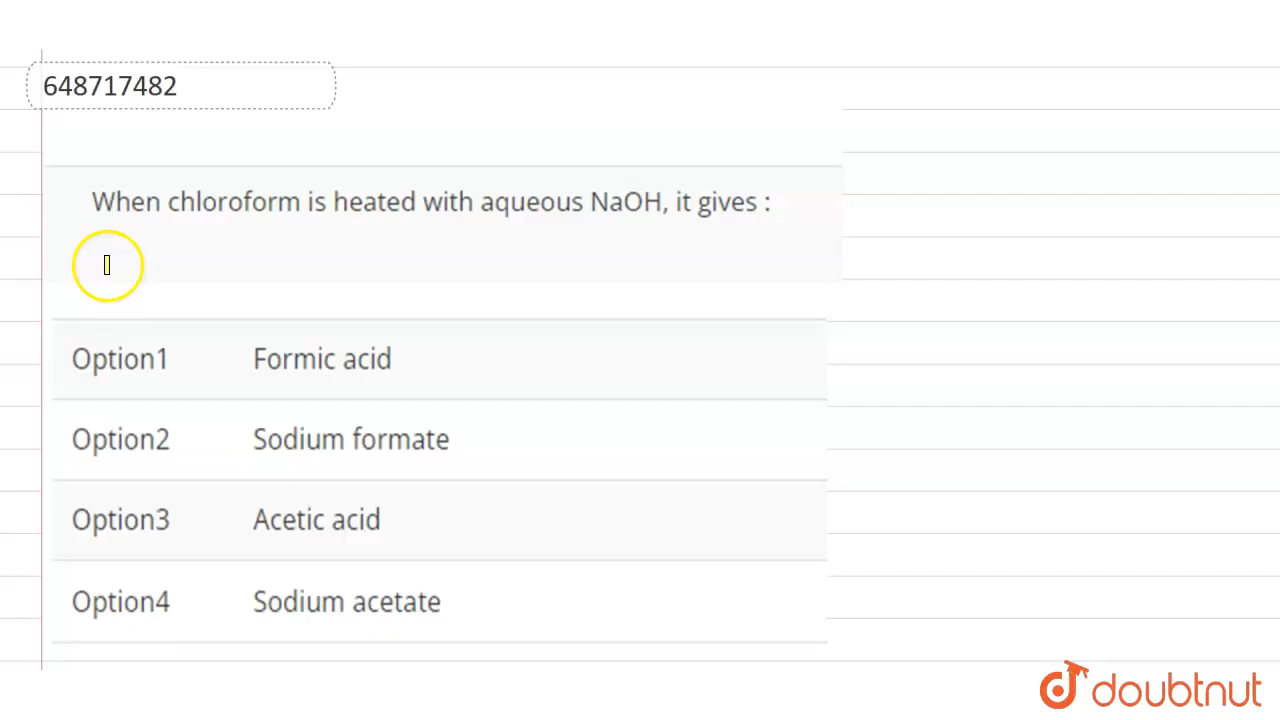 648717482
When chloroform is heated with aqueous NaOH, it gives :
Option1 Formic acid
Option2 Sodium formate
Option3 Acetic acid
Option4 Sodium acetate
doubtnut